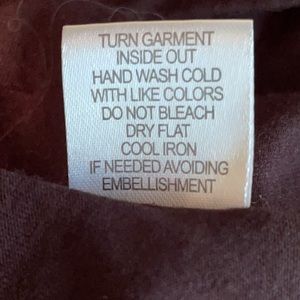 TURN GARMENT
INSIDE OUT
HAND WASH COLD
WITH LIKE COLORS
DO NOT BLEACH
DRY FLAT
COOL IRON
IF NEEDED AVOIDING
EMBELLISHMENT